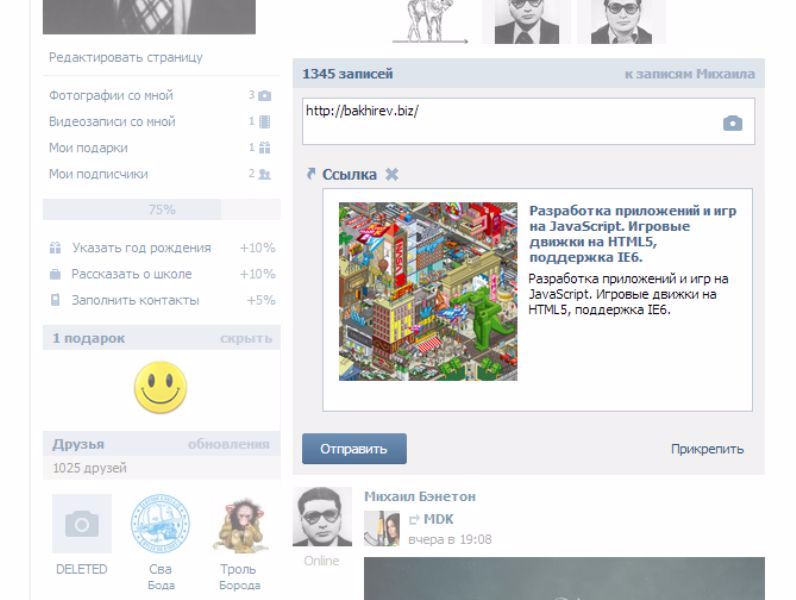 Редактировать страницу
Фотографии со мной 3
Видеозаписи со мной 1
Мои подарки 1
Мои подписчики 2
75%
Указать год рождения +10%
Рассказать о школе +10%
Заполнить контакты +5%
1 подарок скрыть
Друзья обновления
1025 друзей
DELETED
Сва
Бода
Троль
Борода
1345 записей к записям Михаила
http://bakhirev.biz/
Ссылка
Разработка приложений и игр
на JavaScript. Игровые
движки на HTML5,
поддержка IE6.
Разработка приложений и игр на
JavaScript. Игровые движки на
HTML5, поддержка IE6.
Отправить Прикрепить
Михаил Бэнетон
MDK
вчера в 19:08
Online